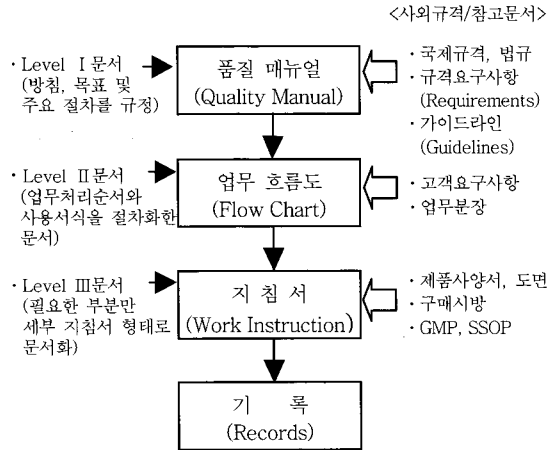 <사외규격/참고문서>
· Level Ⅰ 문서
(방침, 목표 및
주요 절차를 규정)
품질 매뉴얼
(Quality Manual)
· 국제규격, 법규
· 규격요구사항
(Requirements)
· 가이드라인
(Guidelines)
· Level Ⅱ 문서
(업무처리순서와
사용서식을 절차화한
문서)
업무 흐름도
(Flow Chart)
· 고객요구사항
· 업무분장
· Level Ⅲ문서
(필요한 부분만
세부 지침서 형태로
문서화)
지 침 서
(Work Instruction)
· 제품사양서, 도면
· 구매시방
· GMP, SSOP
기 록
(Records)